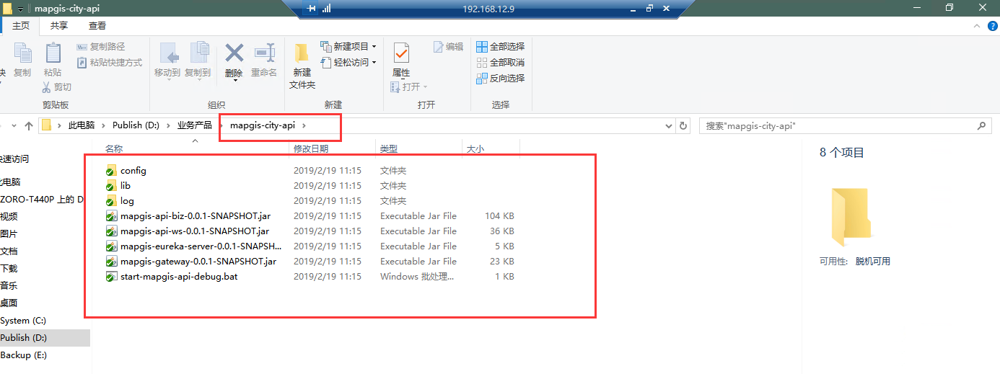 mapgis-city-api
192.168.12.9
主页 共享 查看
复制 粘贴 复制路径 粘贴快捷方式 剪切
移动到 复制到 删除 重命名
新建文件夹 新建项目 轻松访问
属性 打开 编辑
全部选择 全部取消 反向选择
剪贴板 组织 新建 打开 选择
此电脑 Publish (D:) 业务产品 mapgis-city-api
搜索"mapgis-city-api"
名称 修改日期 类型 大小
config 2019/2/19 11:15 文件夹
lib 2019/2/19 11:15 文件夹
log 2019/2/19 11:15 文件夹
mapgis-api-biz-0.0.1-SNAPSHOT.jar 2019/2/19 11:15 Executable Jar File 104 KB
mapgis-api-ws-0.0.1-SNAPSHOT.jar 2019/2/19 11:15 Executable Jar File 36 KB
mapgis-eureka-server-0.0.1-SNAPSH... 2019/2/19 11:15 Executable Jar File 5 KB
mapgis-gateway-0.0.1-SNAPSHOT.jar 2019/2/19 11:15 Executable Jar File 23 KB
start-mapgis-api-debug.bat 2019/2/19 11:15 Windows 批处理... 1 KB
速访问
电脑
ZORO-T440P 上的 D
视频
图片
文档
下载
音乐
桌面
System (C:)
Publish (D:)
Backup (E:)
8 个项目
可用性: 脱机可用